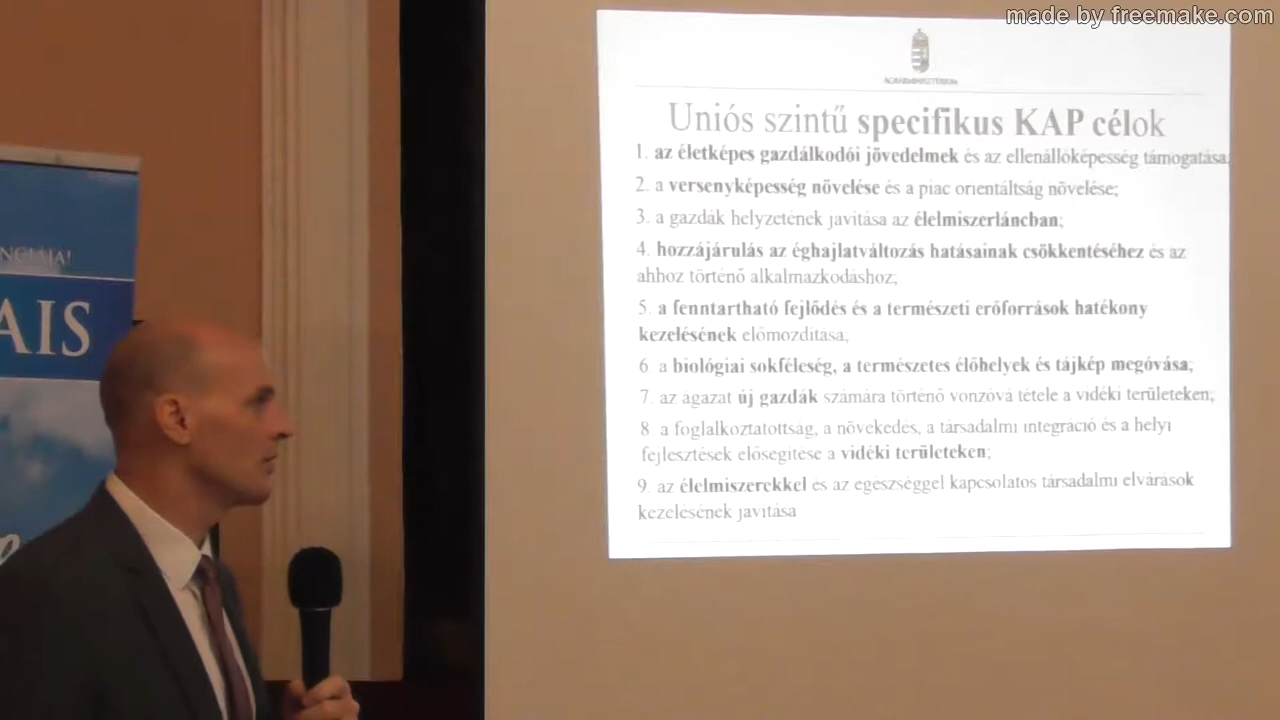 made by freemake.com
AGRÁRMINISZTÉRIUM
Uniós szintű specifikus KAP célok
1. az életképes gazdálkodói jövedelmek és az ellenállóképesség támogatása
2. a versenyképesség növelése és a piac orientáltság növelése;
3. a gazdák helyzetének javítása az élelmiszerláncban;
4. hozzájárulás az éghajlatváltozás hatásainak csökkentéséhez és az
ahhoz történő alkalmazkodáshoz;
5. a fenntartható fejlődés és a természeti erőforrások hatékony
kezelésének előmozdítása;
6. a biológiai sokféleség, a természetes élőhelyek és tájkép megóvása;
7. az ágazat új gazdák számára történő vonzóvá tétele a vidéki területeken;
8. a foglalkoztatottság, a növekedés, a társadalmi integráció és a helyi
fejlesztések elősegítése a vidéki területeken;
9. az élelmiszerekkel és az egészséggel kapcsolatos társadalmi elvárások
kezelésének javítása
NCIÁJA!
AIS